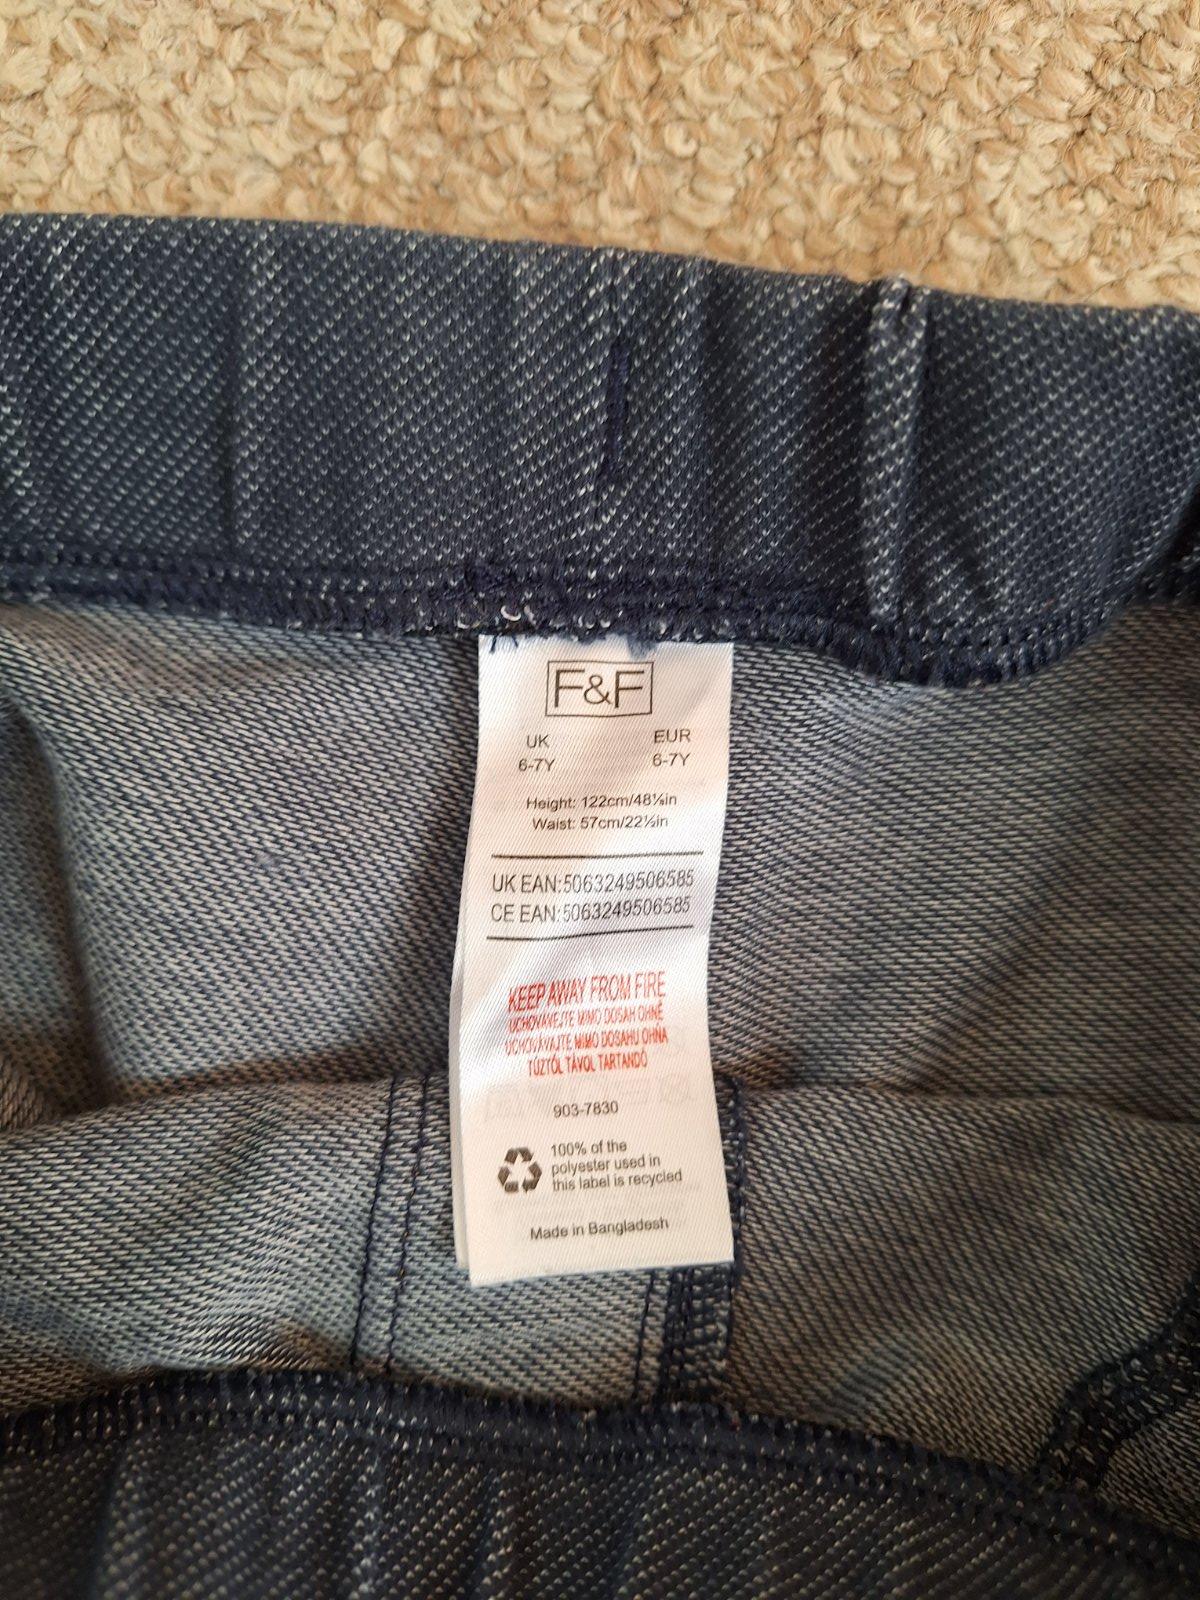 F&F
UK EUR
6-7Y 6-7Y
Height: 122cm/48⅛in
Waist: 57cm/22½in
UK EAN:5063249506585
CE EAN:5063249506585
KEEP AWAY FROM FIRE
UCHOVÁVEJTE MIMO DOSAH OHNĚ
UCHOVÁVAJTE MIMO DOSAHU OHŇA
TŰZTŐL TÁVOL TARTANDÓ
903-7830
100% of the
polyester used in
this label is recycled
Made in Bangladesh